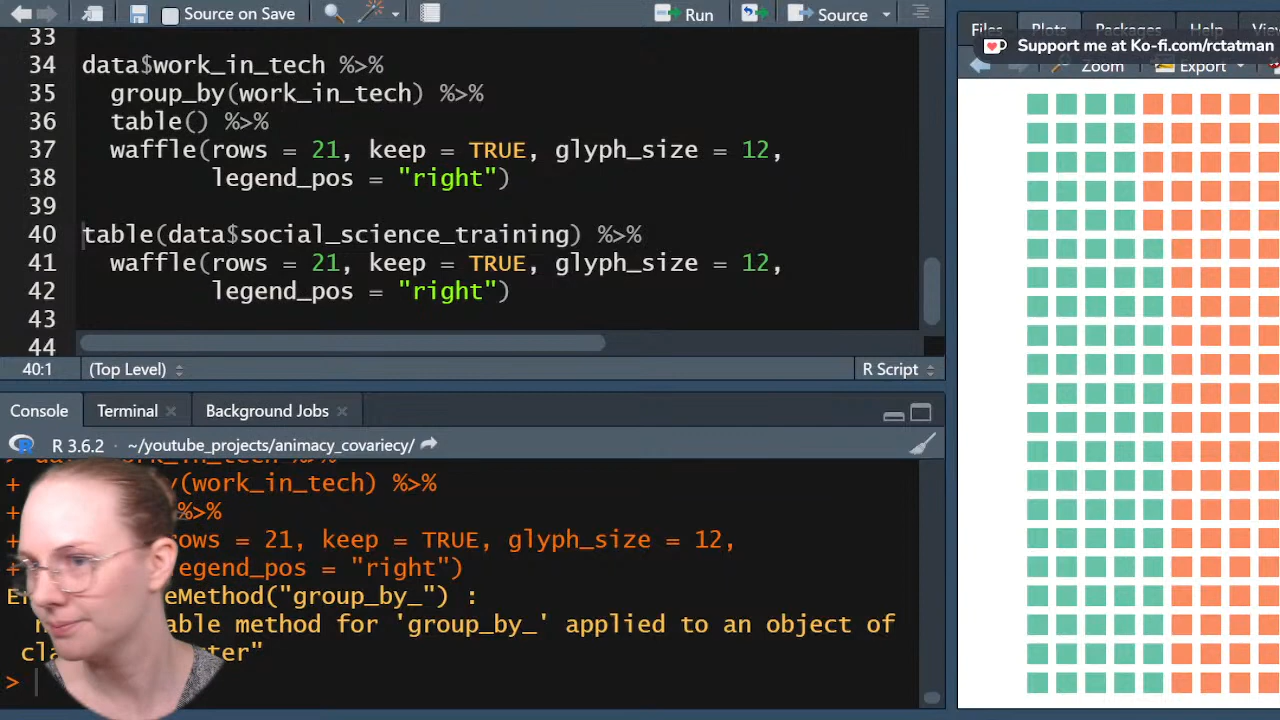 Source on Save
Run
Source
Files
Plots
Packages
Help
Support me at Ko-fi.com/rctatman
Zoom
Export
33
34 data$work_in_tech %>%
35 group_by(work_in_tech) %>%
36 table() %>%
37 waffle(rows = 21, keep = TRUE, glyph_size = 12,
38 legend_pos = "right")
39
40 table(data$social_science_training) %>%
41 waffle(rows = 21, keep = TRUE, glyph_size = 12,
42 legend_pos = "right")
43
44
40:1 (Top Level) R Script
Console Terminal Background Jobs
R 3.6.2 · ~/youtube_projects/animacy_covariecy/
%>%
+ (work_in_tech) %>%
+ %>%
+ rows = 21, keep = TRUE, glyph_size = 12,
+ egend_pos = "right")
eMethod("group_by_") :
able method for 'group_by_' applied to an object of
>